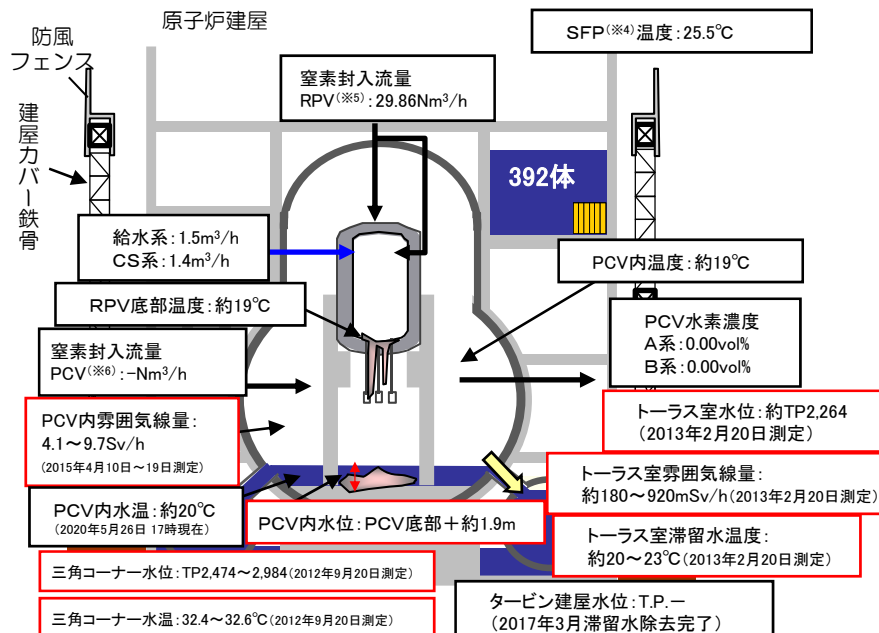 原子炉建屋
防風
フェンス
建屋カバー鉄骨
SFP(※4)温度:25.5℃
窒素封入流量
RPV(※5):29.86Nm³/h
392体
給水系:1.5m³/h
CS系:1.4m³/h
PCV内温度:約19℃
RPV底部温度:約19℃
PCV水素濃度
A系:0.00vol%
B系:0.00vol%
窒素封入流量
PCV(※6):-Nm³/h
トーラス室水位:約TP2,264
(2013年2月20日測定)
PCV内雰囲気線量:
4.1~9.7Sv/h
(2015年4月10日~19日測定)
トーラス室雰囲気線量:
約180~920mSv/h(2013年2月20日測定)
PCV内水温:約20℃
(2020年5月26日 17時現在)
PCV内水位:PCV底部+約1.9m
トーラス室滞留水温度:
約20~23℃(2013年2月20日測定)
三角コーナー水位:TP2,474~2,984(2012年9月20日測定)
三角コーナー水温:32.4~32.6℃(2012年9月20日測定)
タービン建屋水位:T.P.-
(2017年3月滞留水除去完了)